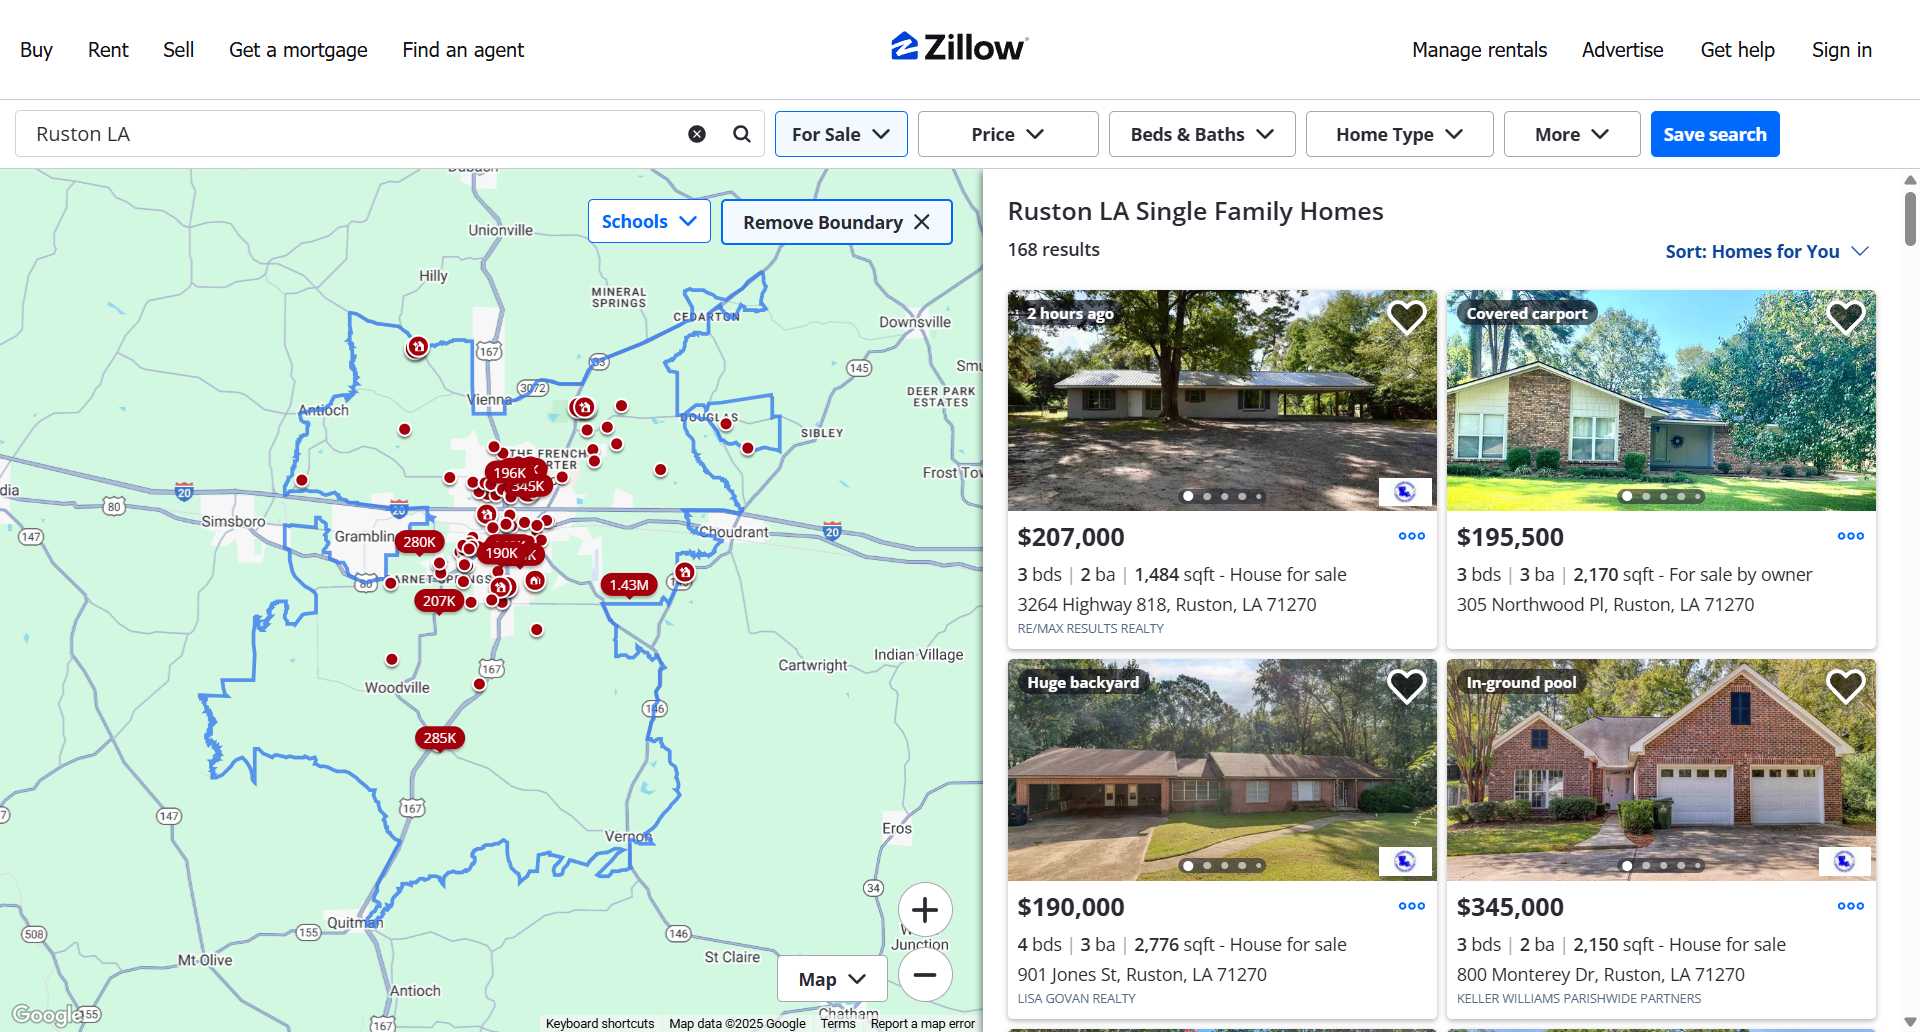 Buy
Rent
Sell
Get a mortgage
Find an agent
Zillow
Manage rentals
Advertise
Get help
Sign in
Ruston LA
For Sale
Price
Beds & Baths
Home Type
More
Save search
Schools
Remove Boundary
Unionville
Hilly
MINERAL
SPRINGS
CEDARTON
Downsville
167
33
145
3072
DEER PARK
ESTATES
Vienna
Antioch
DOUGLAS
SIBLEY
THE FRENCH
196K
345K
20
80
Simsboro
147
20
Grambling
280K
190K
Choudrant
20
80
207K
1.43M
Cartwright
Indian Village
167
Woodville
146
285K
167
147
Vernon
Eros
34
Quitman
155
508
146
Junction
Mt Olive
St Claire
Antioch
Map
Google
155
167
Chatham
Keyboard shortcuts
Map data ©2025 Google
Terms
Report a map error
Ruston LA Single Family Homes
168 results
Sort: Homes for You
2 hours ago
$207,000
3 bds | 2 ba | 1,484 sqft - House for sale
3264 Highway 818, Ruston, LA 71270
RE/MAX RESULTS REALTY
Covered carport
$195,500
3 bds | 3 ba | 2,170 sqft - For sale by owner
305 Northwood Pl, Ruston, LA 71270
Huge backyard
$190,000
4 bds | 3 ba | 2,776 sqft - House for sale
901 Jones St, Ruston, LA 71270
LISA GOVAN REALTY
In-ground pool
$345,000
3 bds | 2 ba | 2,150 sqft - House for sale
800 Monterey Dr, Ruston, LA 71270
KELLER WILLIAMS PARISHWIDE PARTNERS